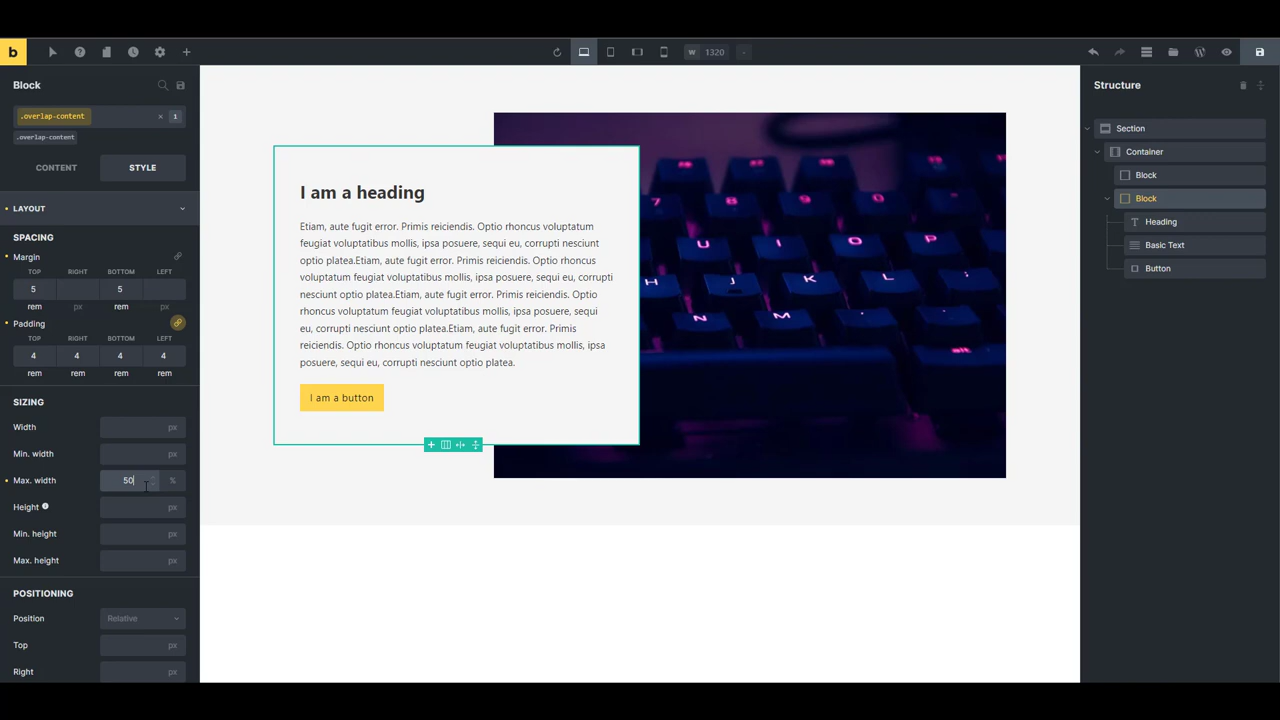 b
W 1320 -
Block
.overlap-content × 1
.overlap-content
CONTENT STYLE
LAYOUT
SPACING
Margin
TOP RIGHT BOTTOM LEFT
5 5
rem px rem px
Padding
TOP RIGHT BOTTOM LEFT
4 4 4 4
rem rem rem rem
SIZING
Width px
Min. width px
Max. width 50 %
Height px
Min. height px
Max. height px
POSITIONING
Position Relative
Top px
Right px
I am a heading
Etiam, aute fugit error. Primis reiciendis. Optio rhoncus voluptatum
feugiat voluptatibus mollis, ipsa posuere, sequi eu, corrupti nesciunt
optio platea.Etiam, aute fugit error. Primis reiciendis. Optio rhoncus
voluptatum feugiat voluptatibus mollis, ipsa posuere, sequi eu, corrupti
nesciunt optio platea.Etiam, aute fugit error. Primis reiciendis. Optio
rhoncus voluptatum feugiat voluptatibus mollis, ipsa posuere, sequi
eu, corrupti nesciunt optio platea.Etiam, aute fugit error. Primis
reiciendis. Optio rhoncus voluptatum feugiat voluptatibus mollis, ipsa
posuere, sequi eu, corrupti nesciunt optio platea.
I am a button
7 8 9
U I O P
H J K L
N M
Structure
Section
Container
Block
Block
Heading
Basic Text
Button